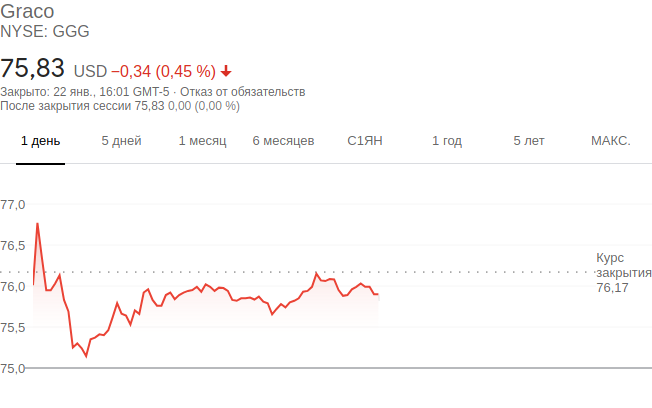 Graco
NYSE: GGG
75,83 USD −0,34 (0,45 %)
Закрыто: 22 янв., 16:01 GMT-5 · Отказ от обязательств
После закрытия сессии 75,83 0,00 (0,00 %)
1 день 5 дней 1 месяц 6 месяцев С1ЯН 1 год 5 лет МАКС.
77,0
76,5
Курс
закрытия
76,17
76,0
75,5
75,0